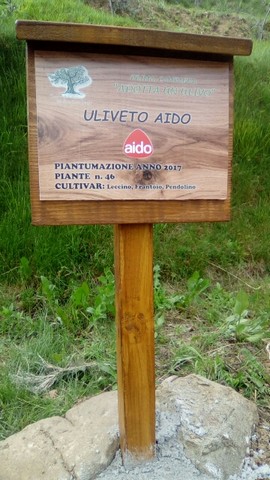 ULIVETO AIDO
aido
PIANTUMAZIONE, ANNO 2017
PIANTE n. 46
CULTIVAR: Leccino, Frantoio, Pendolino